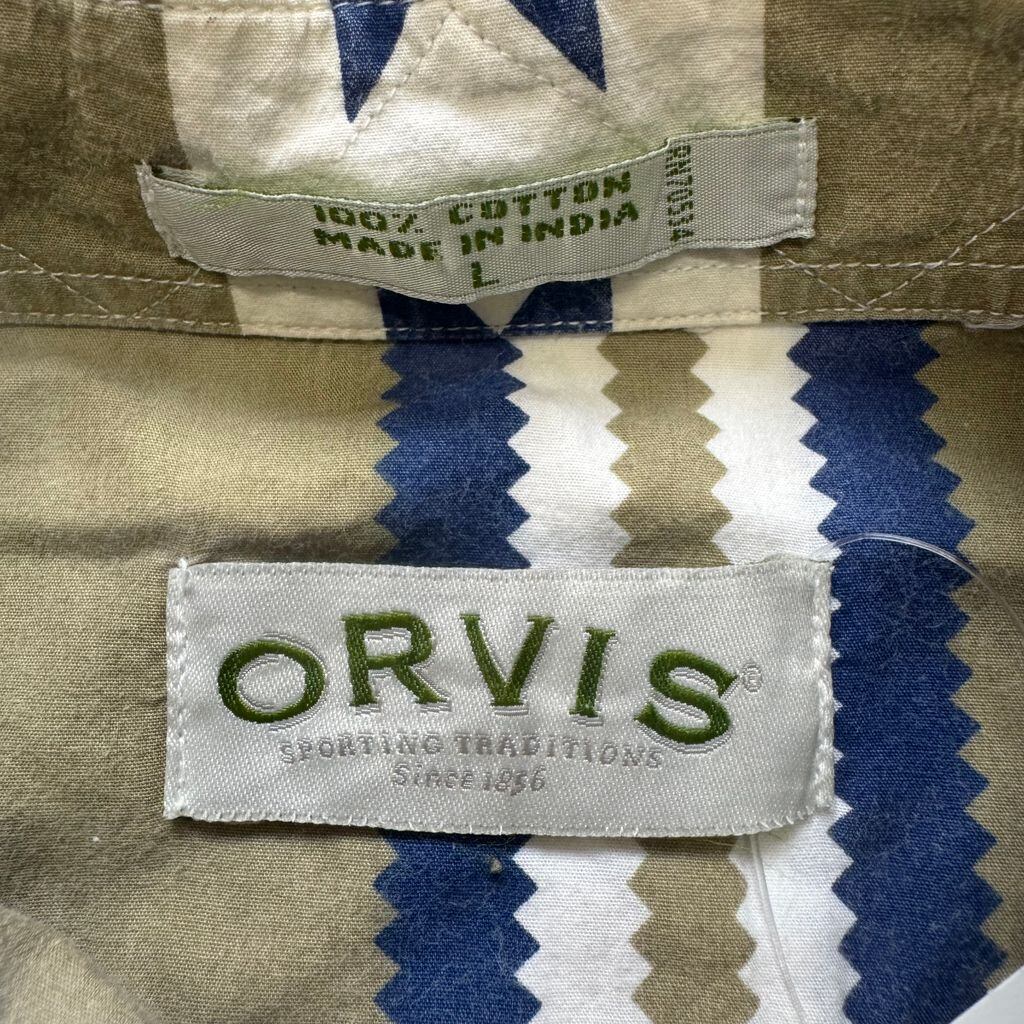 100% COTTON
MADE IN INDIA
L
ORVIS®
SPORTING TRADITIONS
Since 1856